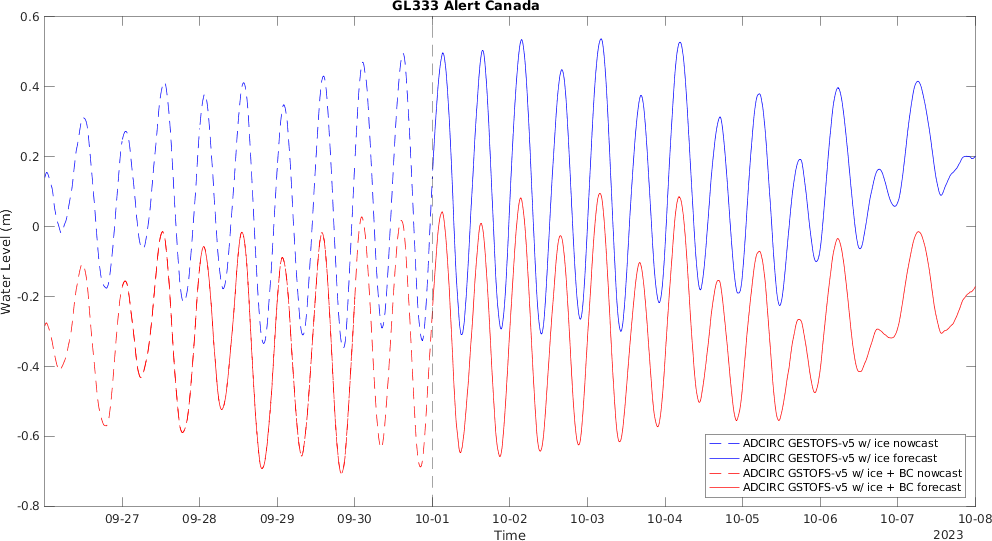 GL333 Alert Canada
0.6
0.4
0.2
0
-0.2
-0.4
-0.6
-0.8
Water Level (m)
ADCIRC GESTOFS-v5 w/ ice nowcast
ADCIRC GESTOFS-v5 w/ ice forecast
ADCIRC GSTOFS-v5 w/ ice + BC nowcast
ADCIRC GSTOFS-v5 w/ ice + BC forecast
09-27 09-28 09-29 09-30 10-01 10-02 10-03 10-04 10-05 10-06 10-07 10-08
Time
2023